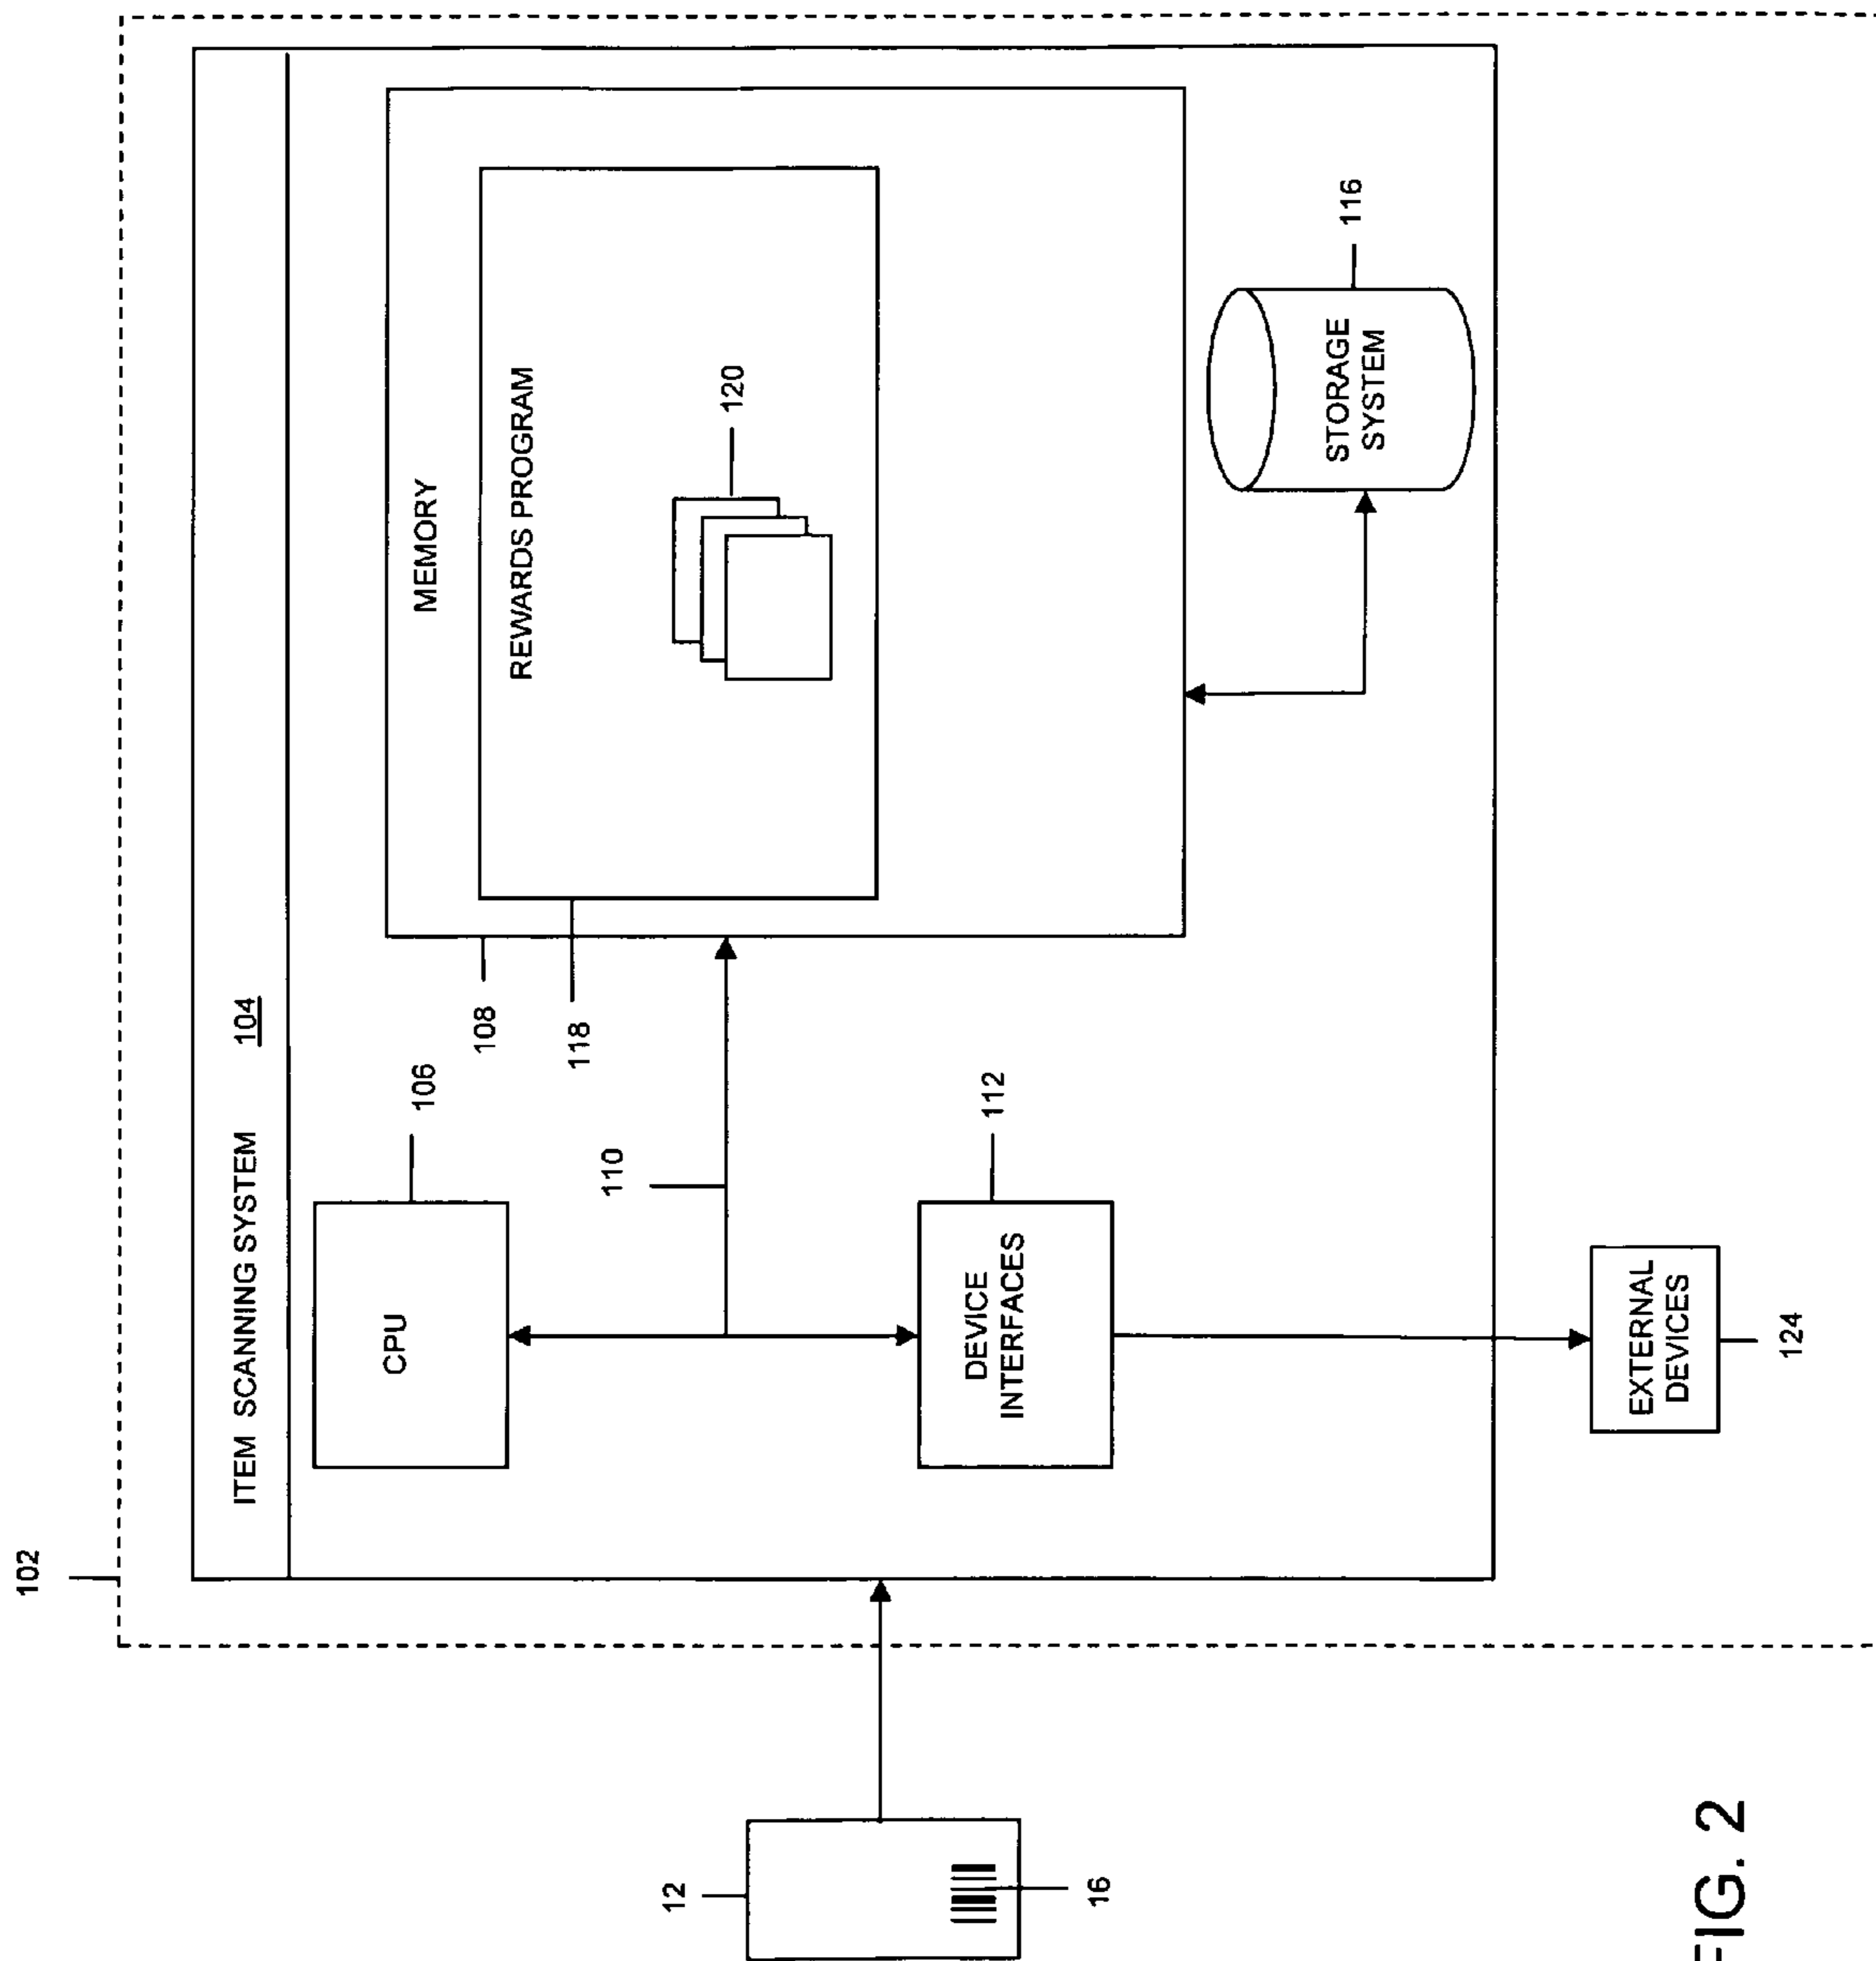 102
ITEM SCANNING SYSTEM 104
CPU
106
MEMORY
108
REWARDS PROGRAM
118
120
110
DEVICE
INTERFACES
112
STORAGE
SYSTEM
116
12
16
EXTERNAL
DEVICES
124
FIG. 2